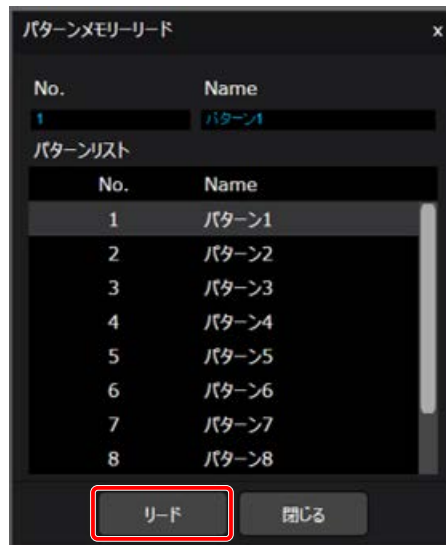 パターンメモリーリード x
No. Name
1 パターン1
パターンリスト
No. Name
1 パターン1
2 パターン2
3 パターン3
4 パターン4
5 パターン5
6 パターン6
7 パターン7
8 パターン8
リード 閉じる